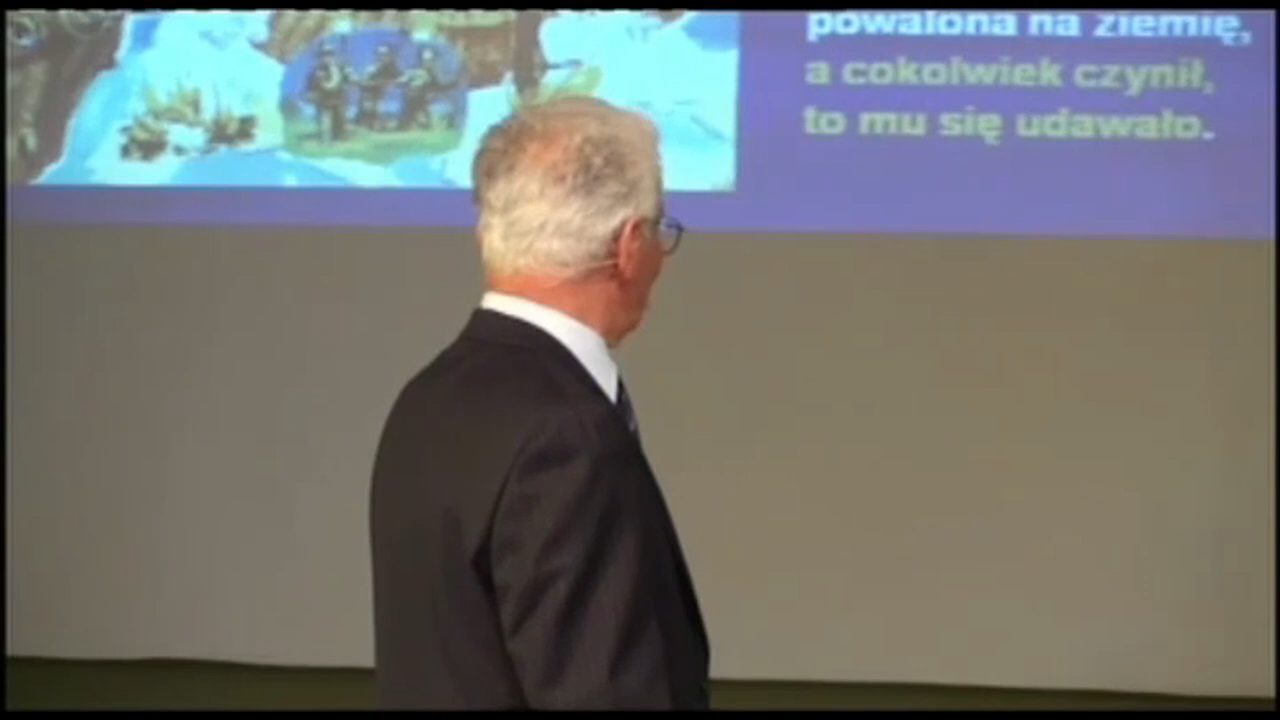 powalona na ziemię,
a cokolwiek czynił,
to mu się udawało.